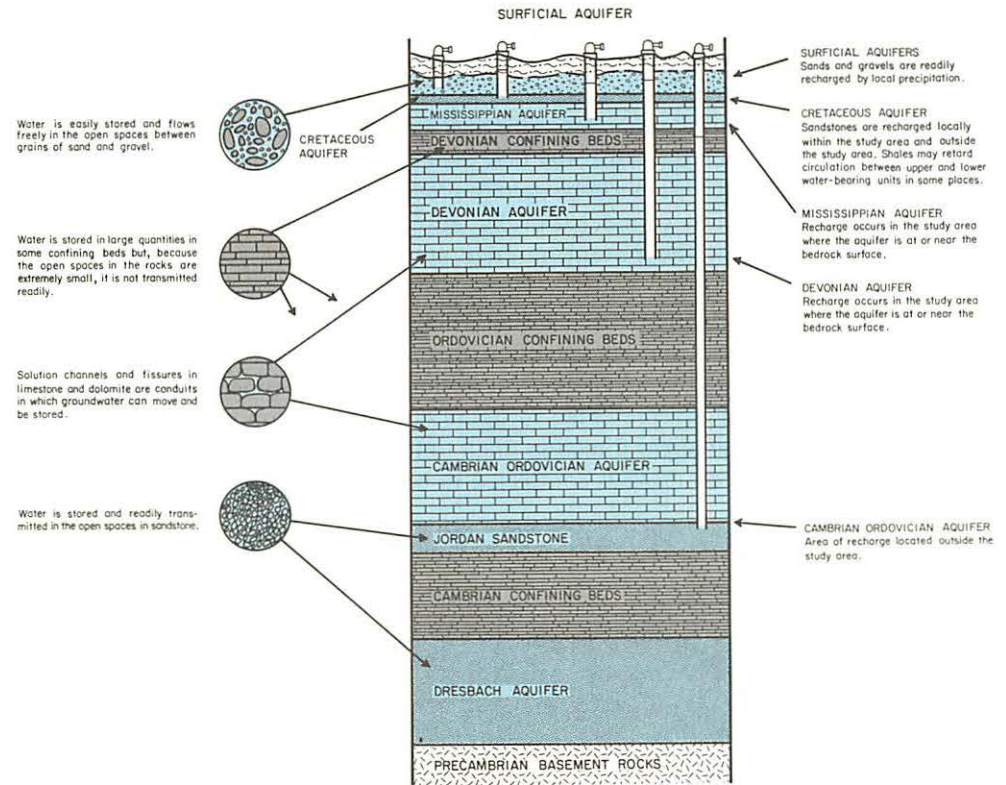 SURFICIAL AQUIFER
Water is easily stored and flows
freely in the open spaces between
grains of sand and gravel.
Water is stored in large quantities in
some confining beds but, because
the open spaces in the rocks are
extremely small, it is not transmitted
readily.
Solution channels and fissures in
limestone and dolomite are conduits
in which groundwater can move and
be stored.
Water is stored and readily trans-
mitted in the open spaces in sandstone.
CRETACEOUS
AQUIFER
MISSISSIPPIAN AQUIFER
DEVONIAN CONFINING BEDS
DEVONIAN AQUIFER
ORDOVICIAN CONFINING BEDS
CAMBRIAN ORDOVICIAN AQUIFER
JORDAN SANDSTONE
CAMBRIAN CONFINING BEDS
DRESBACH AQUIFER
PRECAMBRIAN BASEMENT ROCKS
SURFICIAL AQUIFERS
Sands and gravels are readily
recharged by local precipitation.
CRETACEOUS AQUIFER
Sandstones are recharged locally
within the study area and outside
the study area. Shales may retard
circulation between upper and lower
water-bearing units in some places.
MISSISSIPPIAN AQUIFER
Recharge occurs in the study area
where the aquifer is at or near the
bedrock surface.
DEVONIAN AQUIFER
Recharge occurs in the study area
where the aquifer is at or near the
bedrock surface.
CAMBRIAN ORDOVICIAN AQUIFER
Area of recharge located outside the
study area.